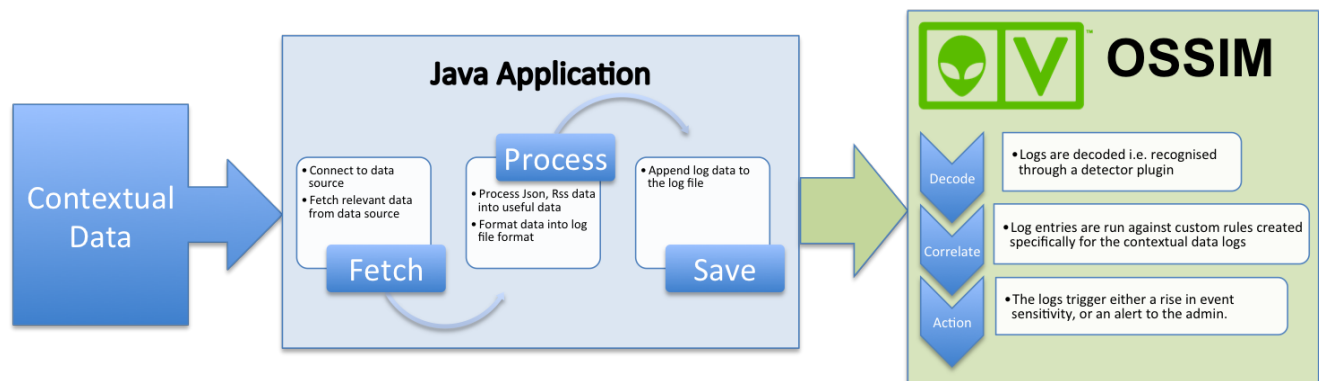 Contextual
Data
Java Application
• Connect to data
source
• Fetch relevant data
from data source
Fetch
Process
• Process Json, Rss data
into useful data
• Format data into log
file format
• Append log data to
the log file
Save
V
™
OSSIM
Decode
• Logs are decoded i.e. recognised
through a detector plugin
Correlate
• Log entries are run against custom rules created
specifically for the contextual data logs
Action
• The logs trigger either a rise in event
sensitivity, or an alert to the admin.